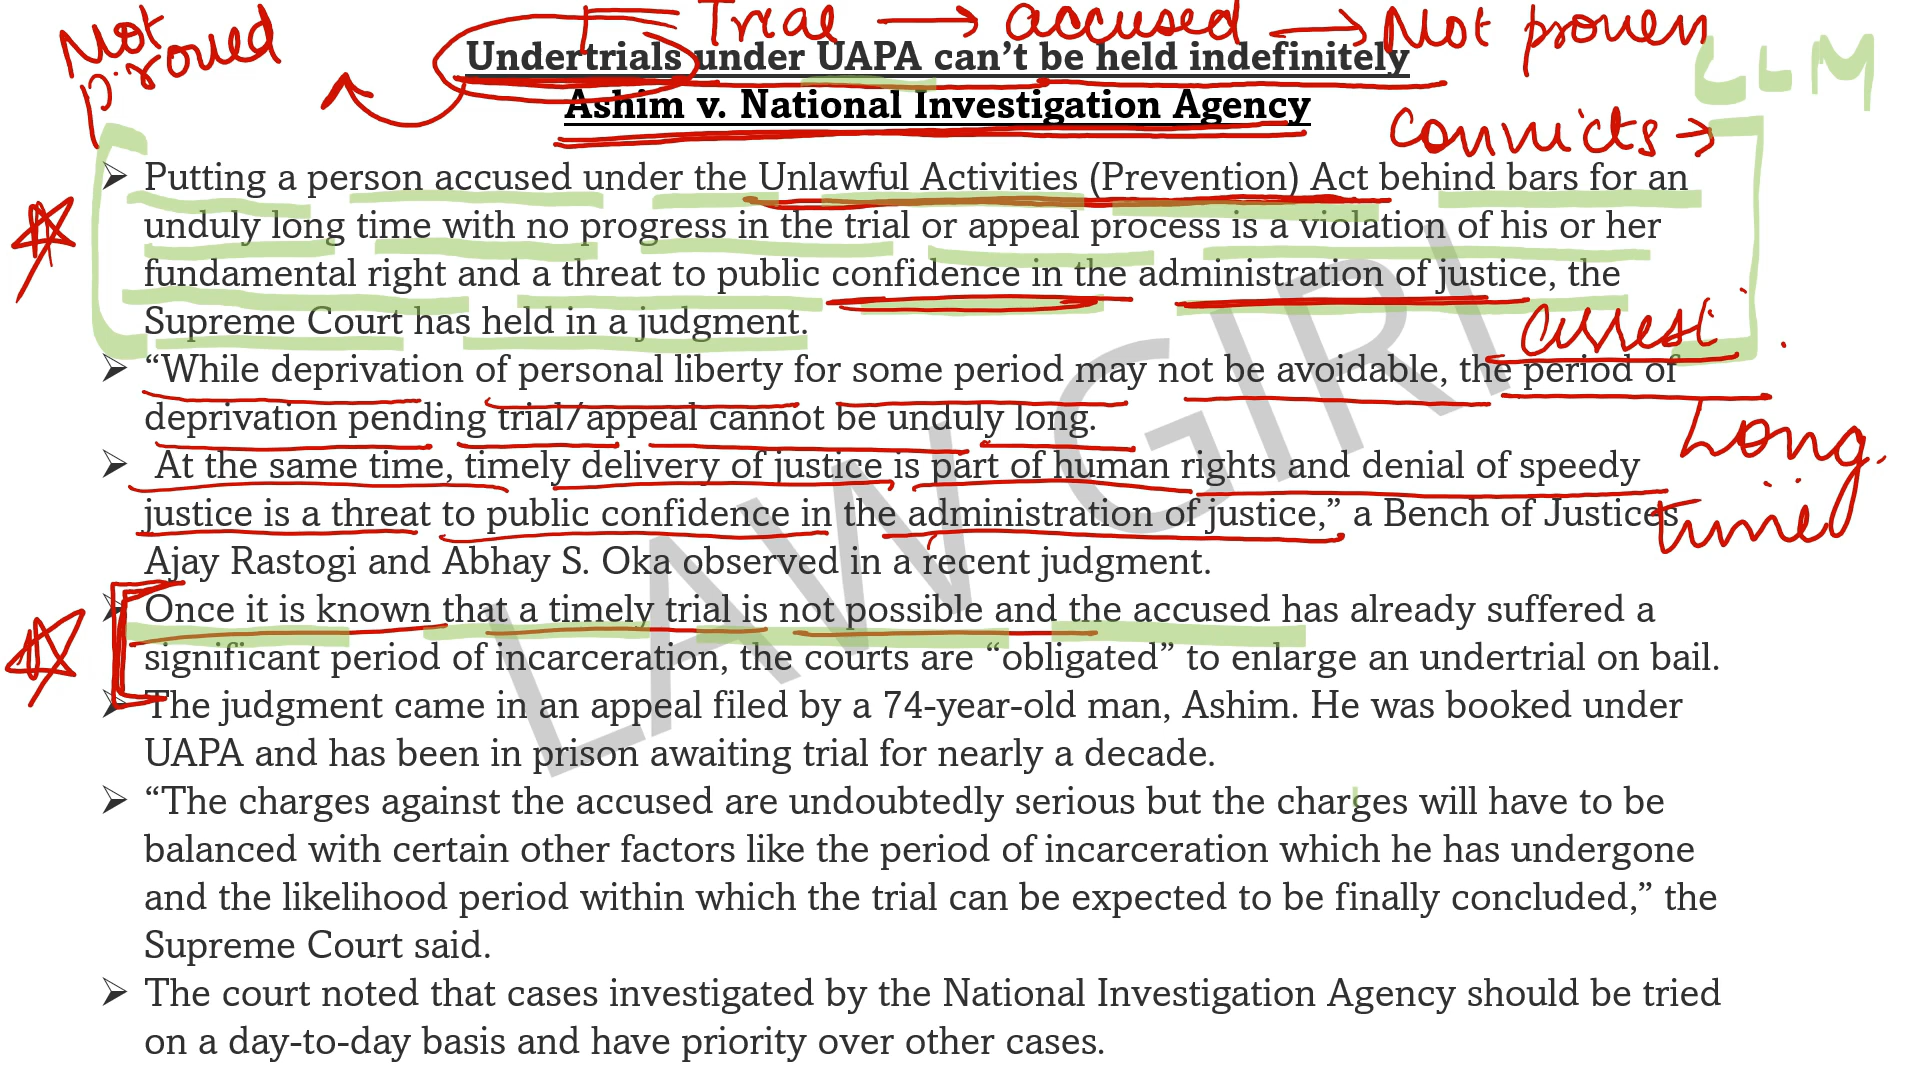 Trial → accused → Not proven
Not proved
Undertrials under UAPA can’t be held indefinitely
LLM
Ashim v. National Investigation Agency
Convicts →
➢ Putting a person accused under the Unlawful Activities (Prevention) Act behind bars for an
unduly long time with no progress in the trial or appeal process is a violation of his or her
fundamental right and a threat to public confidence in the administration of justice, the
Supreme Court has held in a judgment.
arrest
➢ “While deprivation of personal liberty for some period may not be avoidable, the period of
deprivation pending trial/appeal cannot be unduly long.
Long
time
➢ At the same time, timely delivery of justice is part of human rights and denial of speedy
justice is a threat to public confidence in the administration of justice,” a Bench of Justices
Ajay Rastogi and Abhay S. Oka observed in a recent judgment.
➢ Once it is known that a timely trial is not possible and the accused has already suffered a
significant period of incarceration, the courts are “obligated” to enlarge an undertrial on bail.
➢ The judgment came in an appeal filed by a 74-year-old man, Ashim. He was booked under
UAPA and has been in prison awaiting trial for nearly a decade.
➢ “The charges against the accused are undoubtedly serious but the charges will have to be
balanced with certain other factors like the period of incarceration which he has undergone
and the likelihood period within which the trial can be expected to be finally concluded,” the
Supreme Court said.
➢ The court noted that cases investigated by the National Investigation Agency should be tried
on a day-to-day basis and have priority over other cases.
LAW GIRI